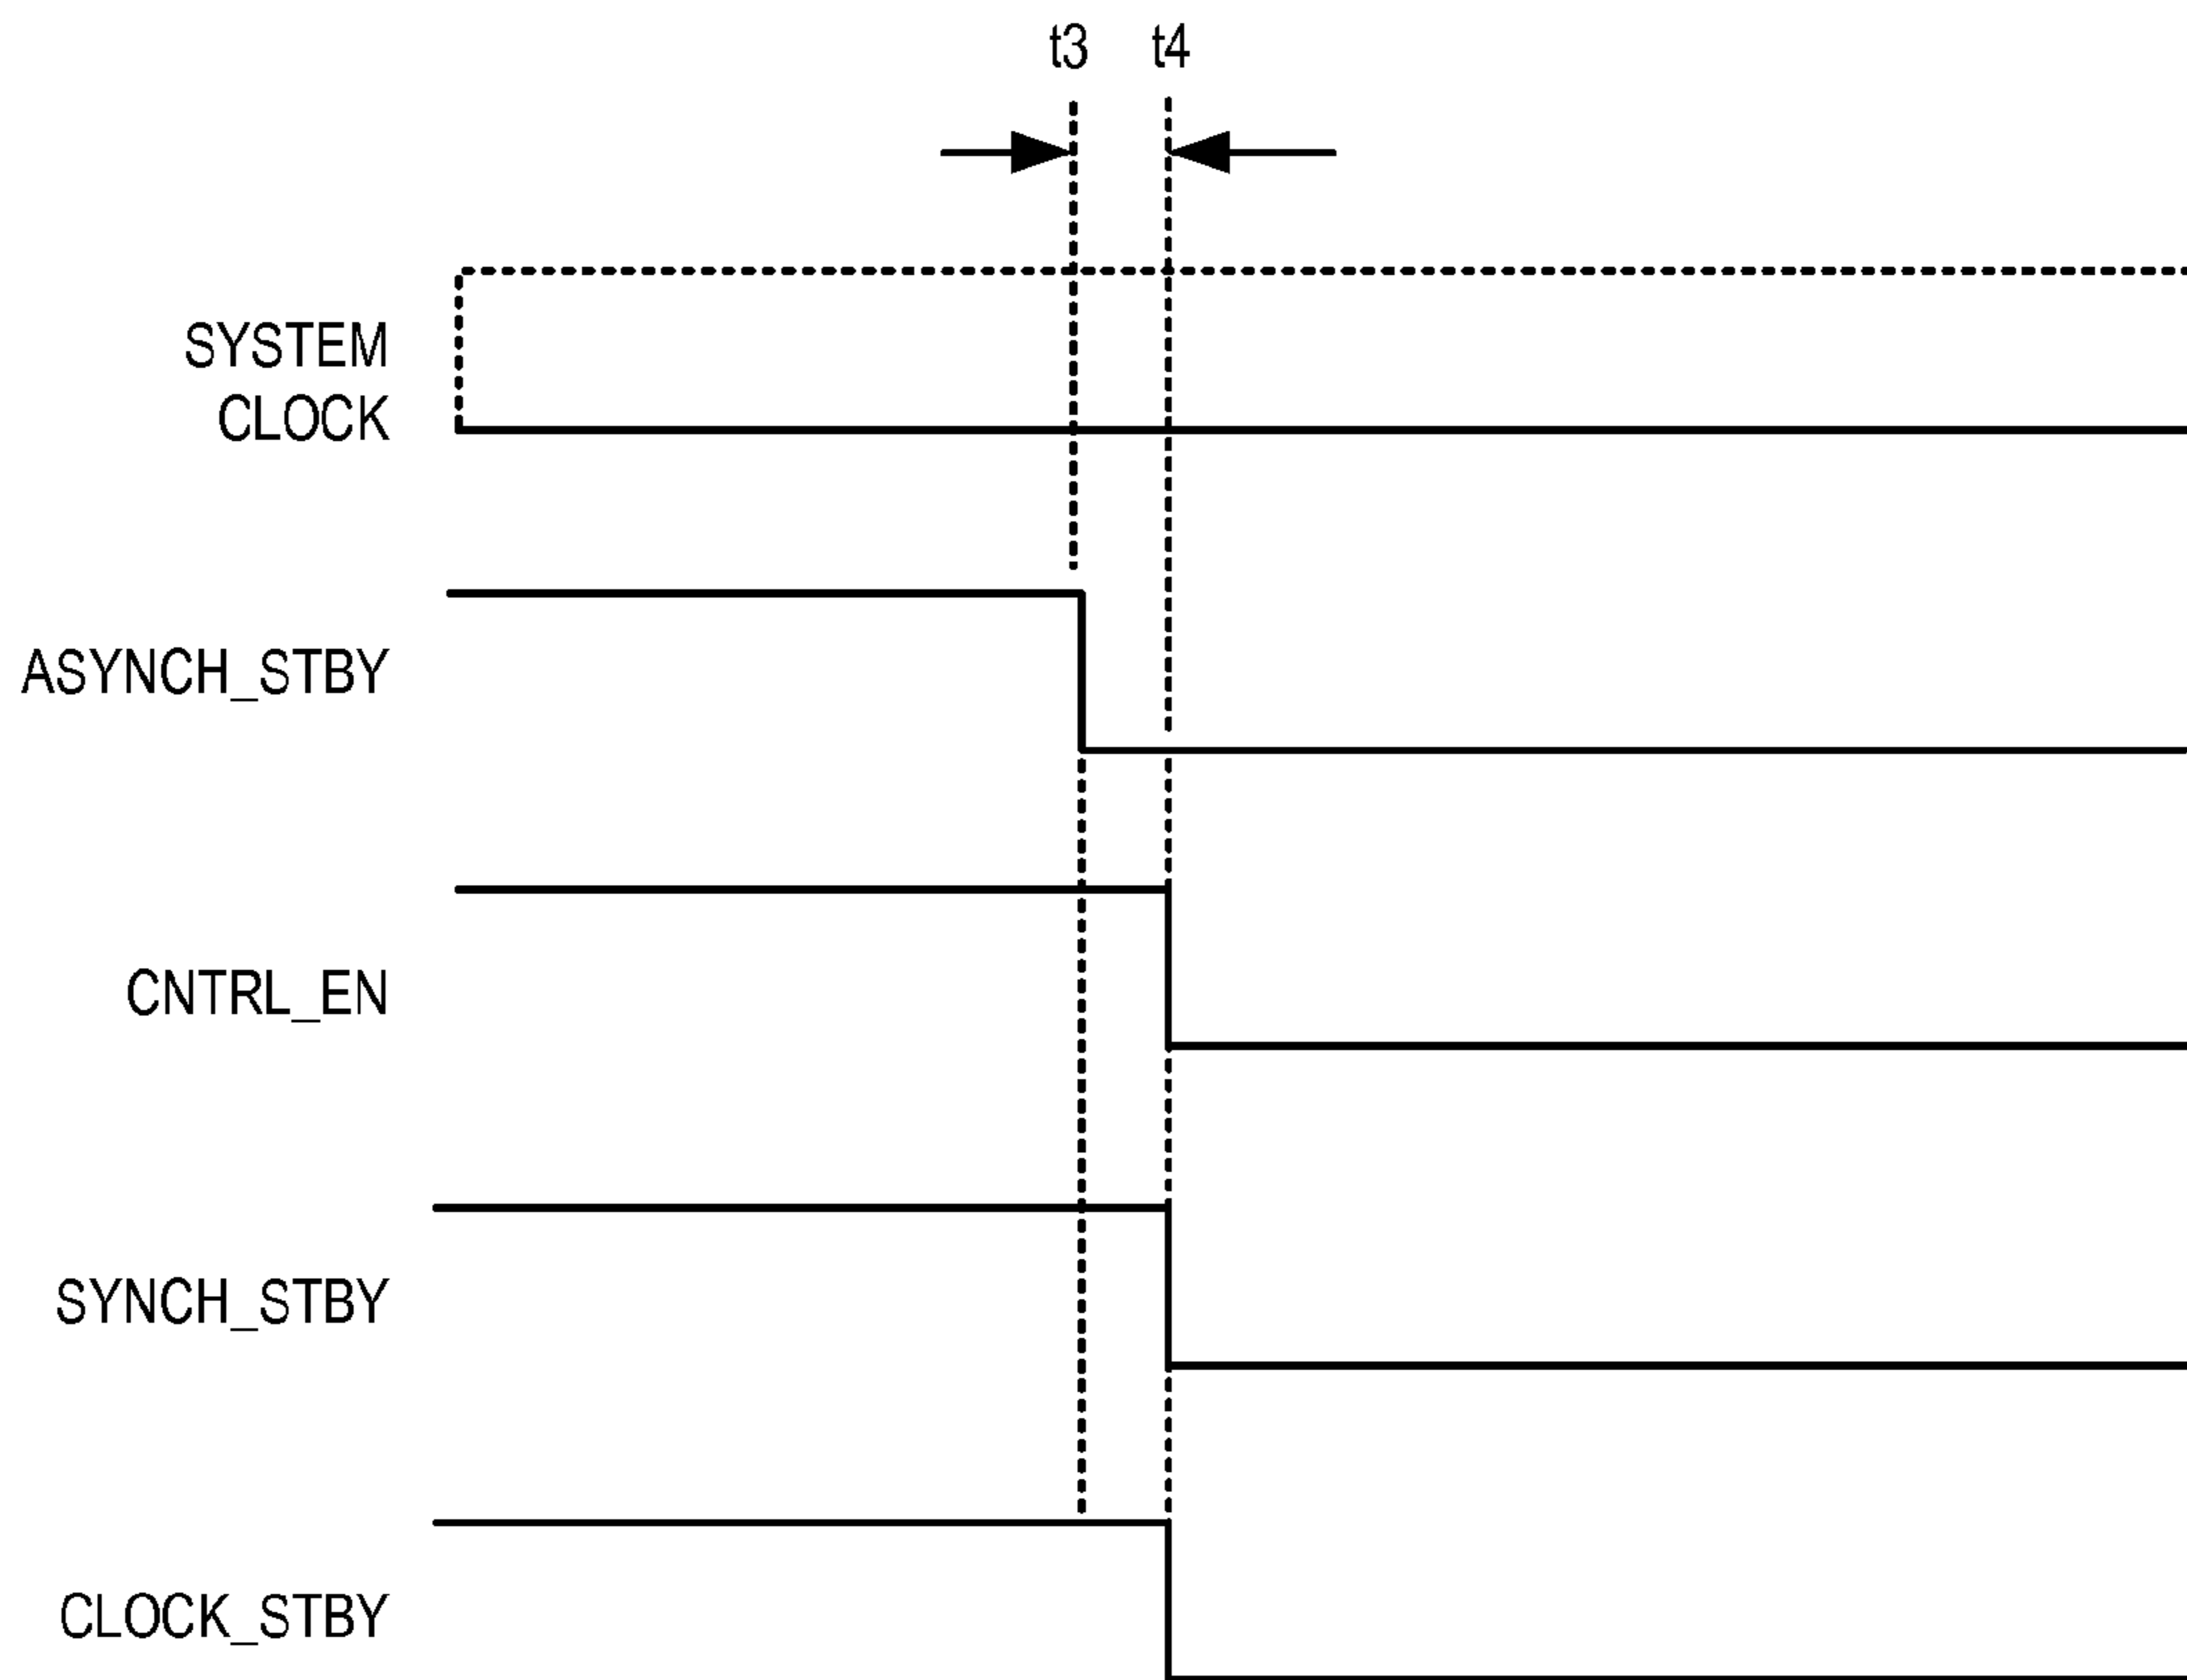 t3 t4
SYSTEM
CLOCK
ASYNCH_STBY
CNTRL_EN
SYNCH_STBY
CLOCK_STBY